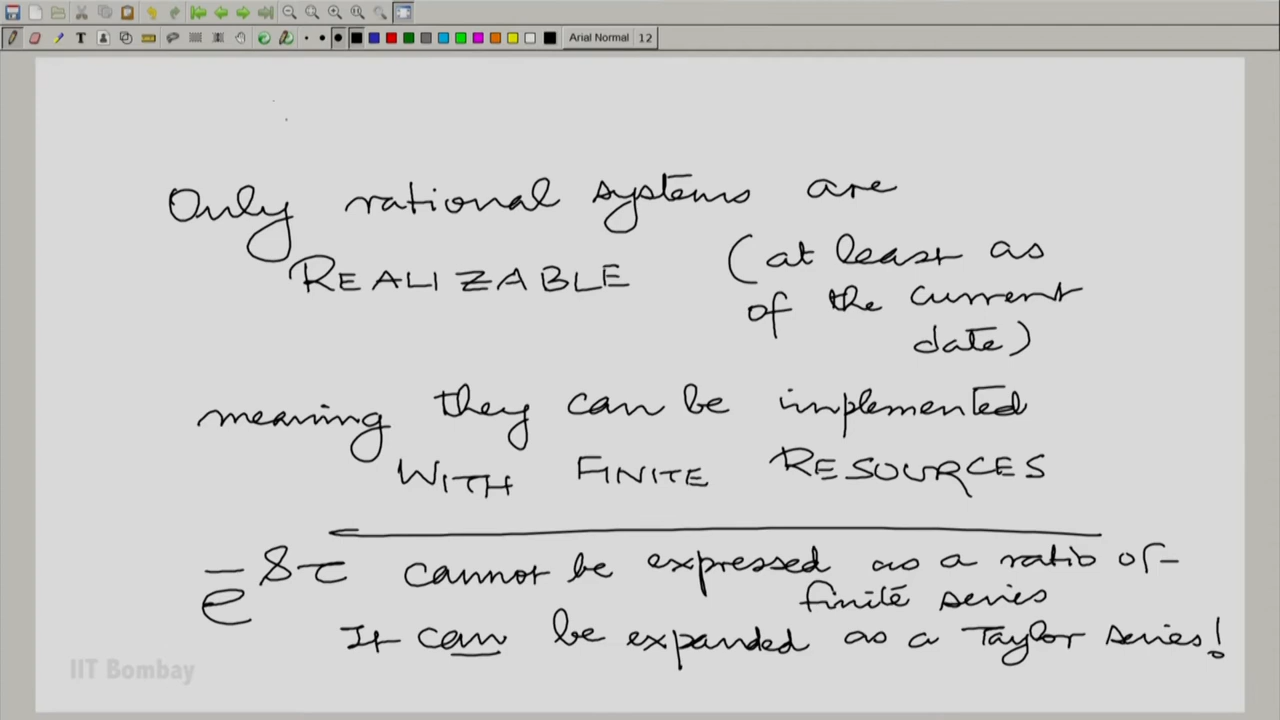 Arial Normal 12
Only rational systems are
REALIZABLE (at least as
of the current
date)
meaning they can be implemented
WITH FINITE RESOURCES
e^-sτ cannot be expressed as a ratio of
finite series
It can be expanded as a Taylor series!
IIT Bombay